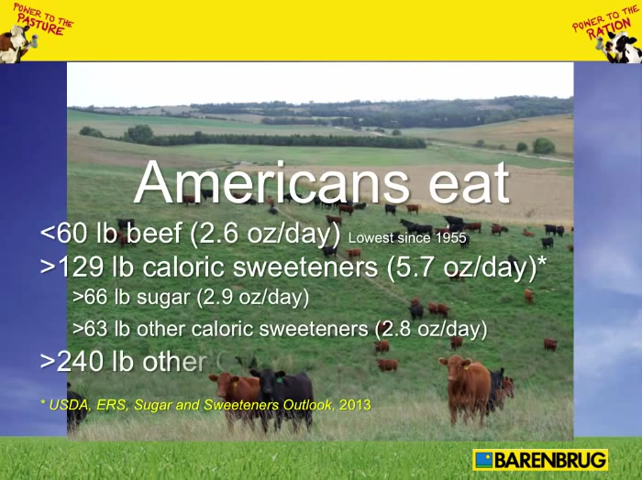 POWER TO THE
PASTURE
POWER TO THE
RATION
Americans eat
<60 lb beef (2.6 oz/day) Lowest since 1955
>129 lb caloric sweeteners (5.7 oz/day)*
>66 lb sugar (2.9 oz/day)
>63 lb other caloric sweeteners (2.8 oz/day)
>240 lb other
* USDA, ERS, Sugar and Sweeteners Outlook, 2013
BARENBRUG